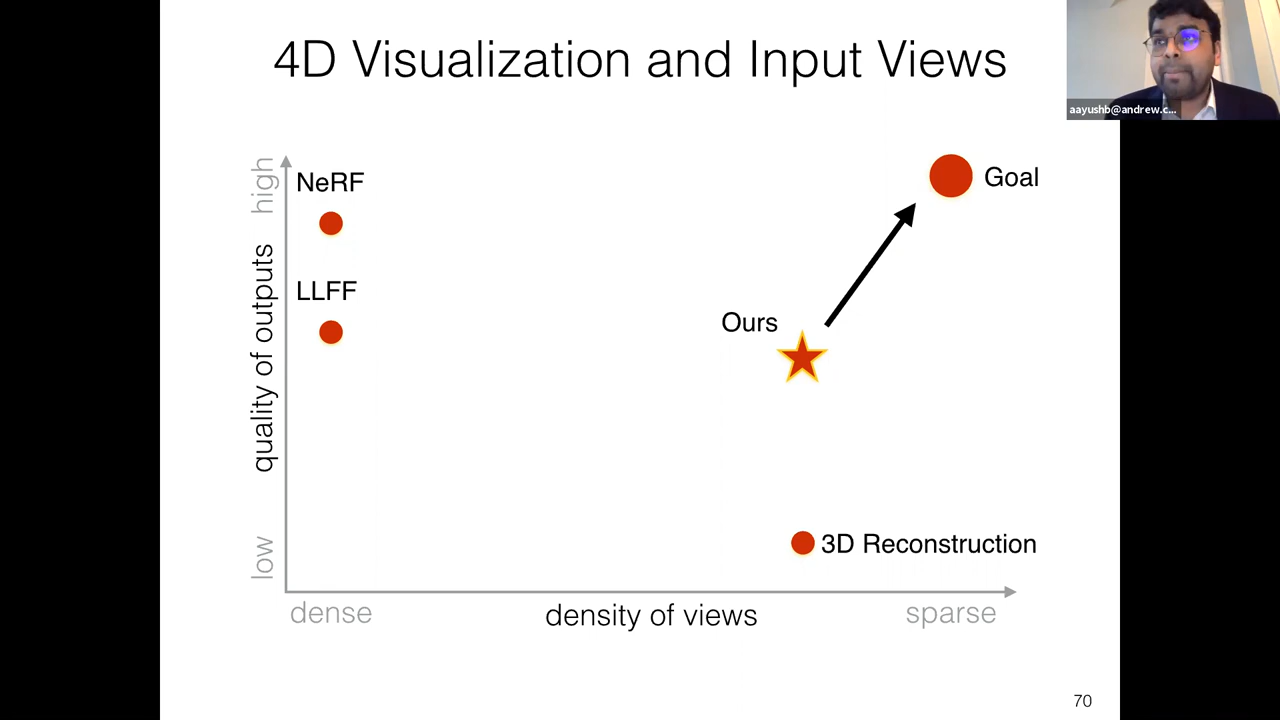 4D Visualization and Input Views
aayushb@andrew.c...
high
quality of outputs
low
NeRF
LLFF
Goal
Ours
3D Reconstruction
dense
density of views
sparse
70